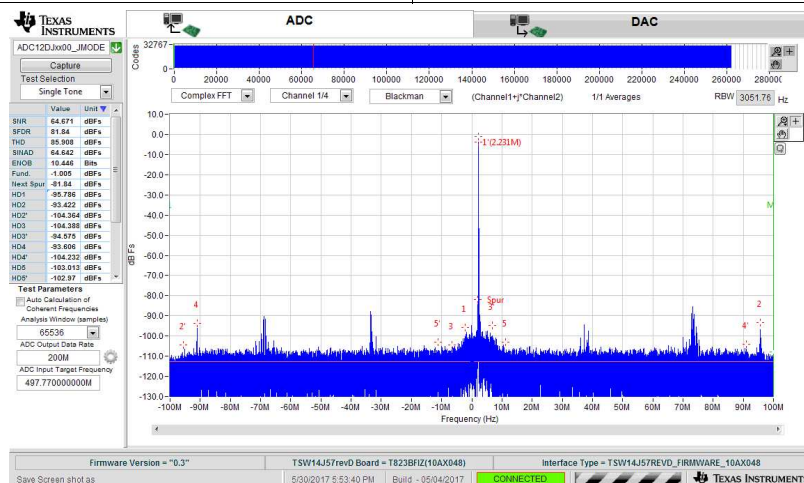 TEXAS INSTRUMENTS
ADC
DAC
ADC12DJxx00_JMODE
Capture
Test Selection
Single Tone
Value Unit
SNR 64.671 dBFs
SFDR 81.84 dBFs
THD 85.908 dBFs
SINAD 64.642 dBFs
ENOB 10.446 Bits
Fund. -1.005 dBFs
Next Spur -81.84 dBFs
HD1 -95.786 dBFs
HD2 -93.422 dBFs
HD2' -104.364 dBFs
HD3 -104.388 dBFs
HD3' -94.575 dBFs
HD4 -93.606 dBFs
HD4' -104.232 dBFs
HD5 -103.013 dBFs
HD5' -102.97 dBFs
Test Parameters
Auto Calculation of
Coherent Frequencies
Analysis Window (samples)
65536
ADC Output Data
Rate
200M
ADC Input Target Frequency
497.770000000M
Codes
32767
0
0 20000 40000 60000 80000 100000 120000 140000 160000 180000 200000 220000 240000 260000 280000
Complex FFT Channel 1/4 Blackman (Channel1+j*Channel2) 1/1 Averages RBW 3051.76 Hz
10.0
0.0
-10.0
-20.0
-30.0
-40.0
-50.0
-60.0
-70.0
-80.0
-90.0
-100.0
-110.0
-120.0
-130.0
dB Fs
1'(2.231M)
M
Spur
3'
4
2
1
2'
5'
3
5
4'
-100M -90M -80M -70M -60M -50M -40M -30M -20M -10M 0 10M 20M 30M 40M 50M 60M 70M 80M 90M 100M
Frequency (Hz)
Firmware Version = "0.3" TSW14J57revD Board = T823BFIZ(10AX048) Interface Type = TSW14J57REVD_FIRMWARE_10AX048
Save Screen shot as 5/30/2017 5:53:40 PM Build - 05/04/2017 CONNECTED TEXAS INSTRUMENTS